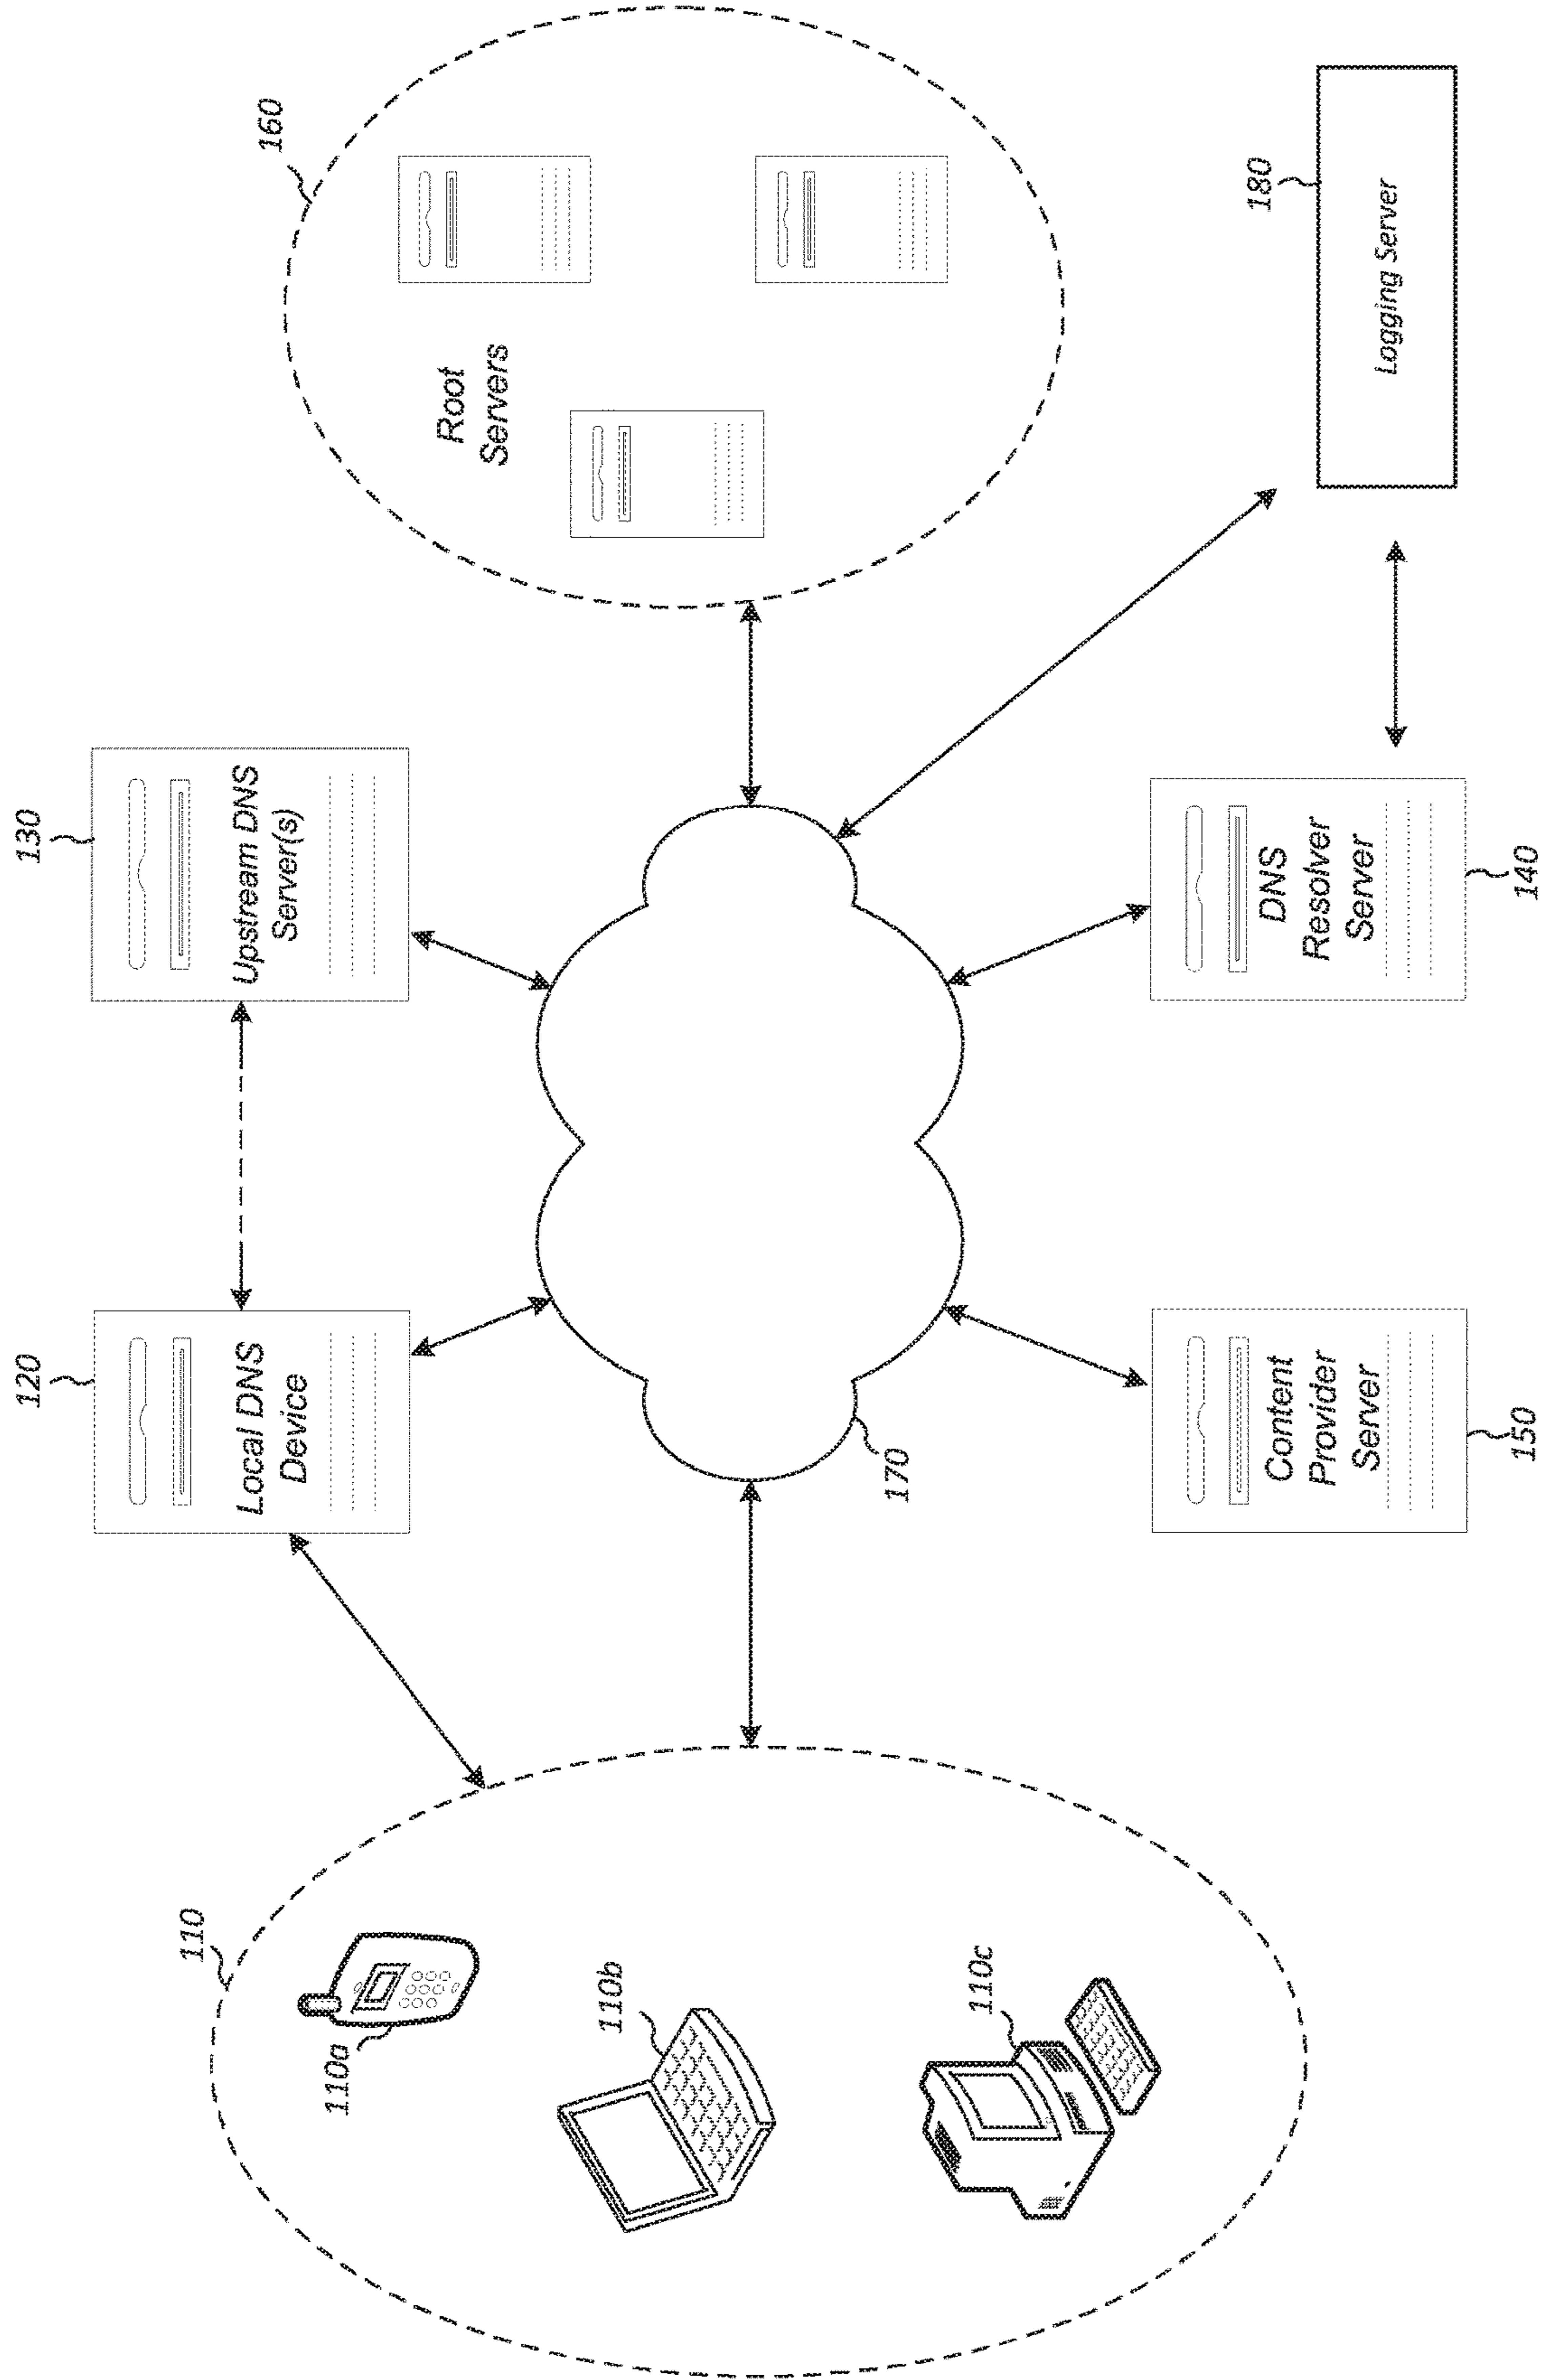 110
110a
110b
110c
120
Local DNS
Device
130
Upstream DNS
Server(s)
160
Root
Servers
170
150
Content
Provider
Server
140
DNS
Resolver
Server
180
Logging Server